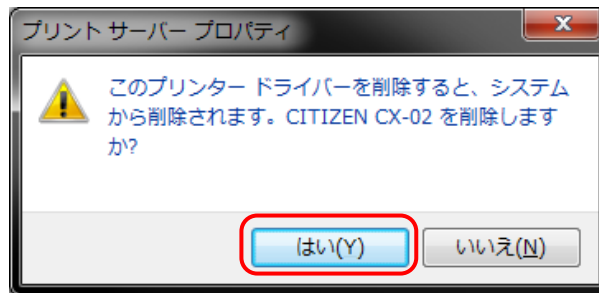 プリント サーバー プロパティ
このプリンター ドライバーを削除すると、システム
から削除されます。CITIZEN CX-02 を削除します
か?
はい(Y)
いいえ(N)